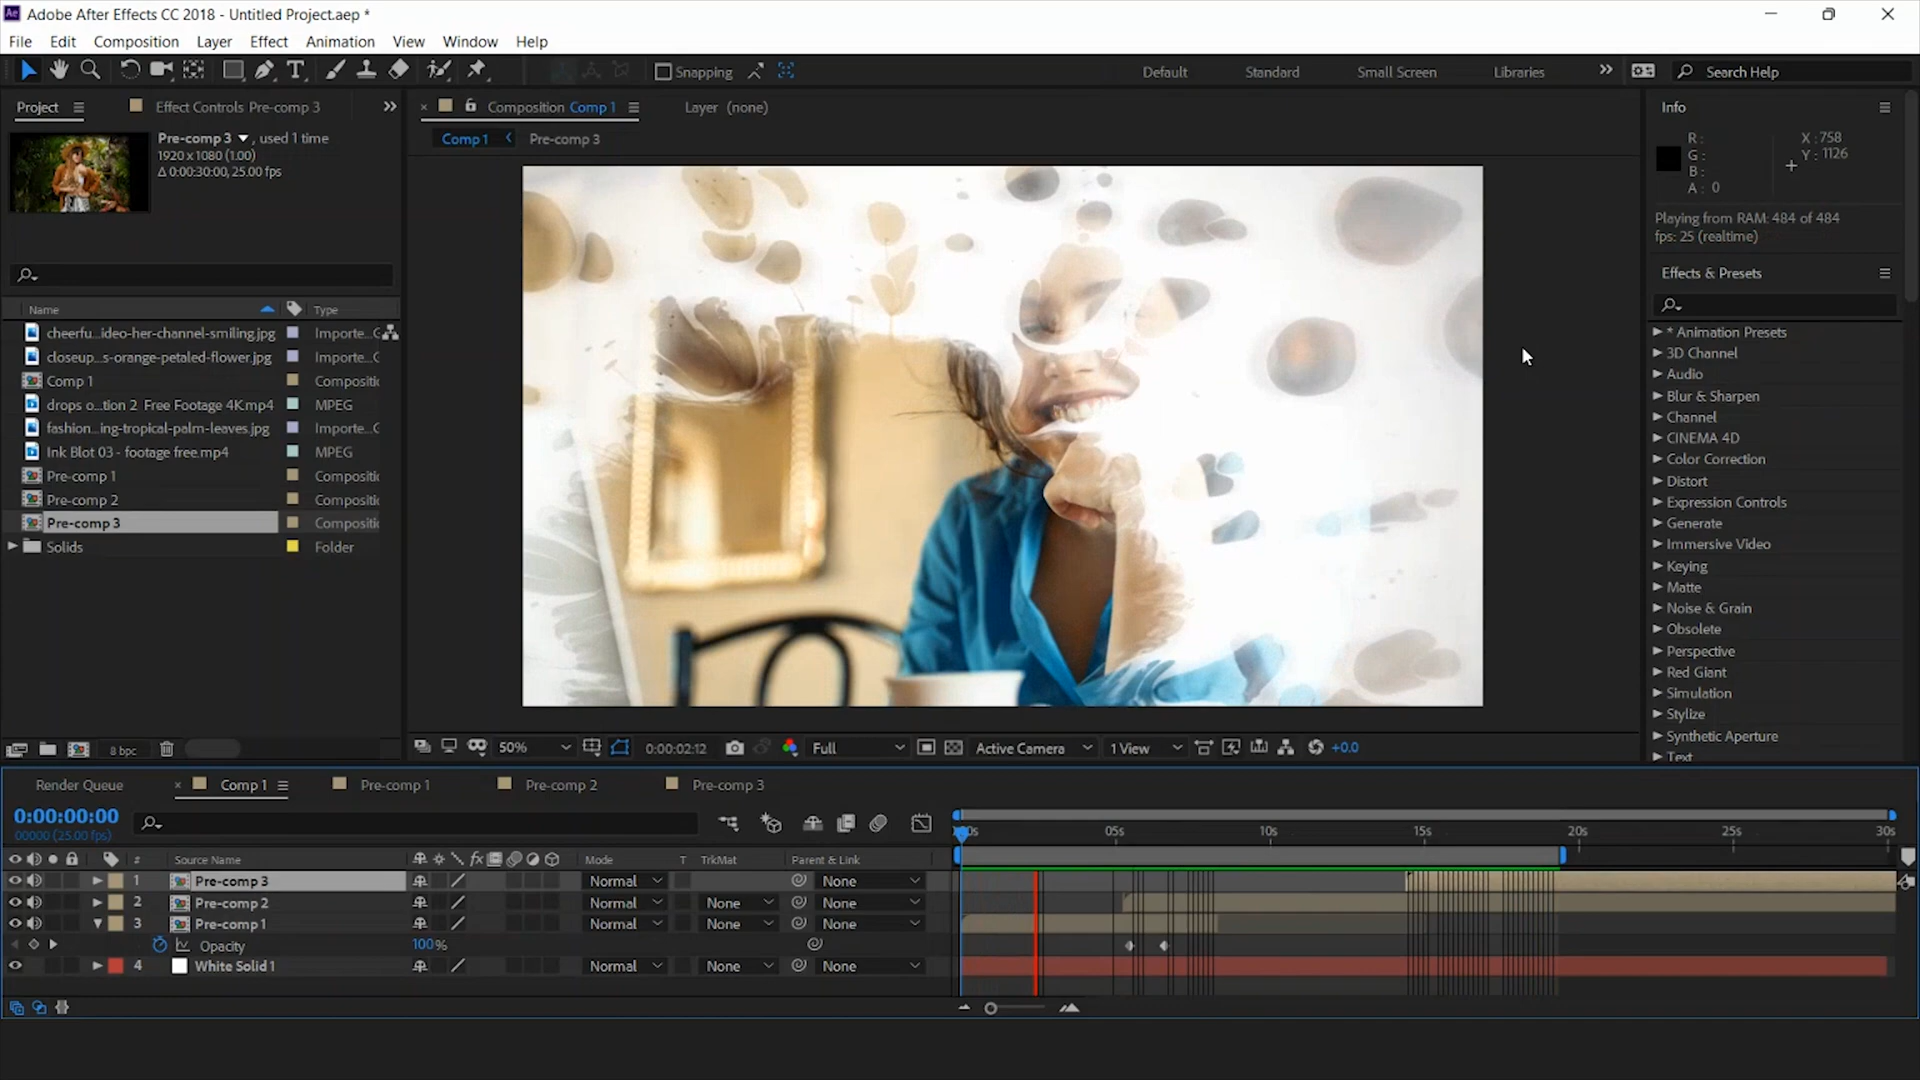 Adobe After Effects CC 2018 - Untitled Project.aep *
File Edit Composition Layer Effect Animation View Window Help
Snapping
Default Standard Small Screen Libraries
Search Help
Project
Effect Controls Pre-comp 3
Composition Comp 1
Layer (none)
Info
Pre-comp 3 , used 1 time
1920 x 1080 (1.00)
Δ 0:00:30:00, 25.00 fps
Comp 1
Pre-comp 3
R :
G :
B :
A : 0
X : 758
Y : 1126
Playing from RAM: 484 of 484
fps: 25 (realtime)
Effects & Presets
Name Type
cheerfu...ideo-her-channel-smiling.jpg Importe...G
closeup...s-orange-petaled-flower.jpg Importe...G
Comp 1 Compositi
drops o...tion 2 Free Footage 4K.mp4 MPEG
fashion...ing-tropical-palm-leaves.jpg Importe...G
Ink Blot 03 - footage free.mp4 MPEG
Pre-comp 1 Compositi
Pre-comp 2 Compositi
Pre-comp 3 Compositi
Solids Folder
* Animation Presets
3D Channel
Audio
Blur & Sharpen
Channel
CINEMA 4D
Color Correction
Distort
Expression Controls
Generate
Immersive Video
Keying
Matte
Noise & Grain
Obsolete
Perspective
Red Giant
Simulation
Stylize
Synthetic Aperture
Text
8 bpc
50% 0:00:02:12 Full Active Camera 1 View +0.0
Render Queue Comp 1 Pre-comp 1 Pre-comp 2 Pre-comp 3
0:00:00:00
00000 (25.00 fps)
05s 10s 15s 20s 25s 30s
# Source Name Mode T TrkMat Parent & Link
1 Pre-comp 3 Normal None
2 Pre-comp 2 Normal None None
3 Pre-comp 1 Normal None None
Opacity 100%
4 White Solid 1 Normal None None